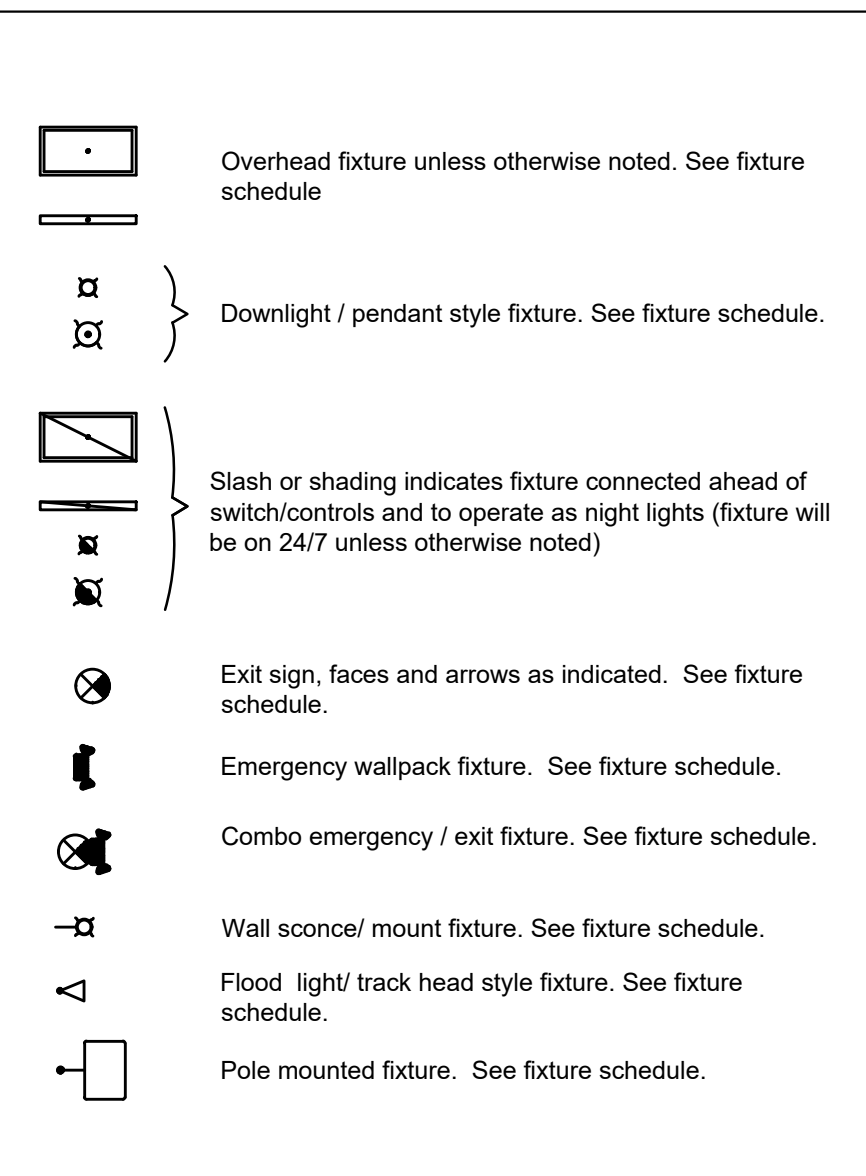 Overhead fixture unless otherwise noted. See fixture
schedule
Downlight / pendant style fixture. See fixture schedule.
Slash or shading indicates fixture connected ahead of
switch/controls and to operate as night lights (fixture will
be on 24/7 unless otherwise noted)
Exit sign, faces and arrows as indicated.  See fixture
schedule.
Emergency wallpack fixture.  See fixture schedule.
Combo emergency / exit fixture. See fixture schedule.
Wall sconce/ mount fixture. See fixture schedule.
Flood  light/ track head style fixture. See fixture
schedule.
Pole mounted fixture.  See fixture schedule.